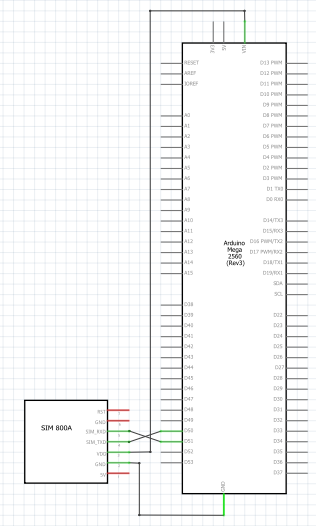 3V3
5V
VIN
RESET
AREF
IOREF
A0
A1
A2
A3
A4
A5
A6
A7
A8
A9
A10
A11
A12
A13
A14
A15
D38
D39
D40
D41
D42
D43
D44
D45
D46
D47
D48
D49
D50
D51
D52
D53
D13 PWM
D12 PWM
D11 PWM
D10 PWM
D9 PWM
D8 PWM
D7 PWM
D6 PWM
D5 PWM
D4 PWM
D3 PWM
D2 PWM
D1 TX0
D0 RX0
D14/TX3
D15/RX3
D16 PWM/TX2
D17 PWM/RX2
D18/TX1
D19/RX1
SDA
SCL
D22
D23
D24
D25
D26
D27
D28
D29
D30
D31
D32
D33
D34
D35
D36
D37
Arduino
Mega
2560
(Rev3)
GND
SIM 800A
RST
GND
SIM_RXD
SIM_TXD
VDD
GND
5V